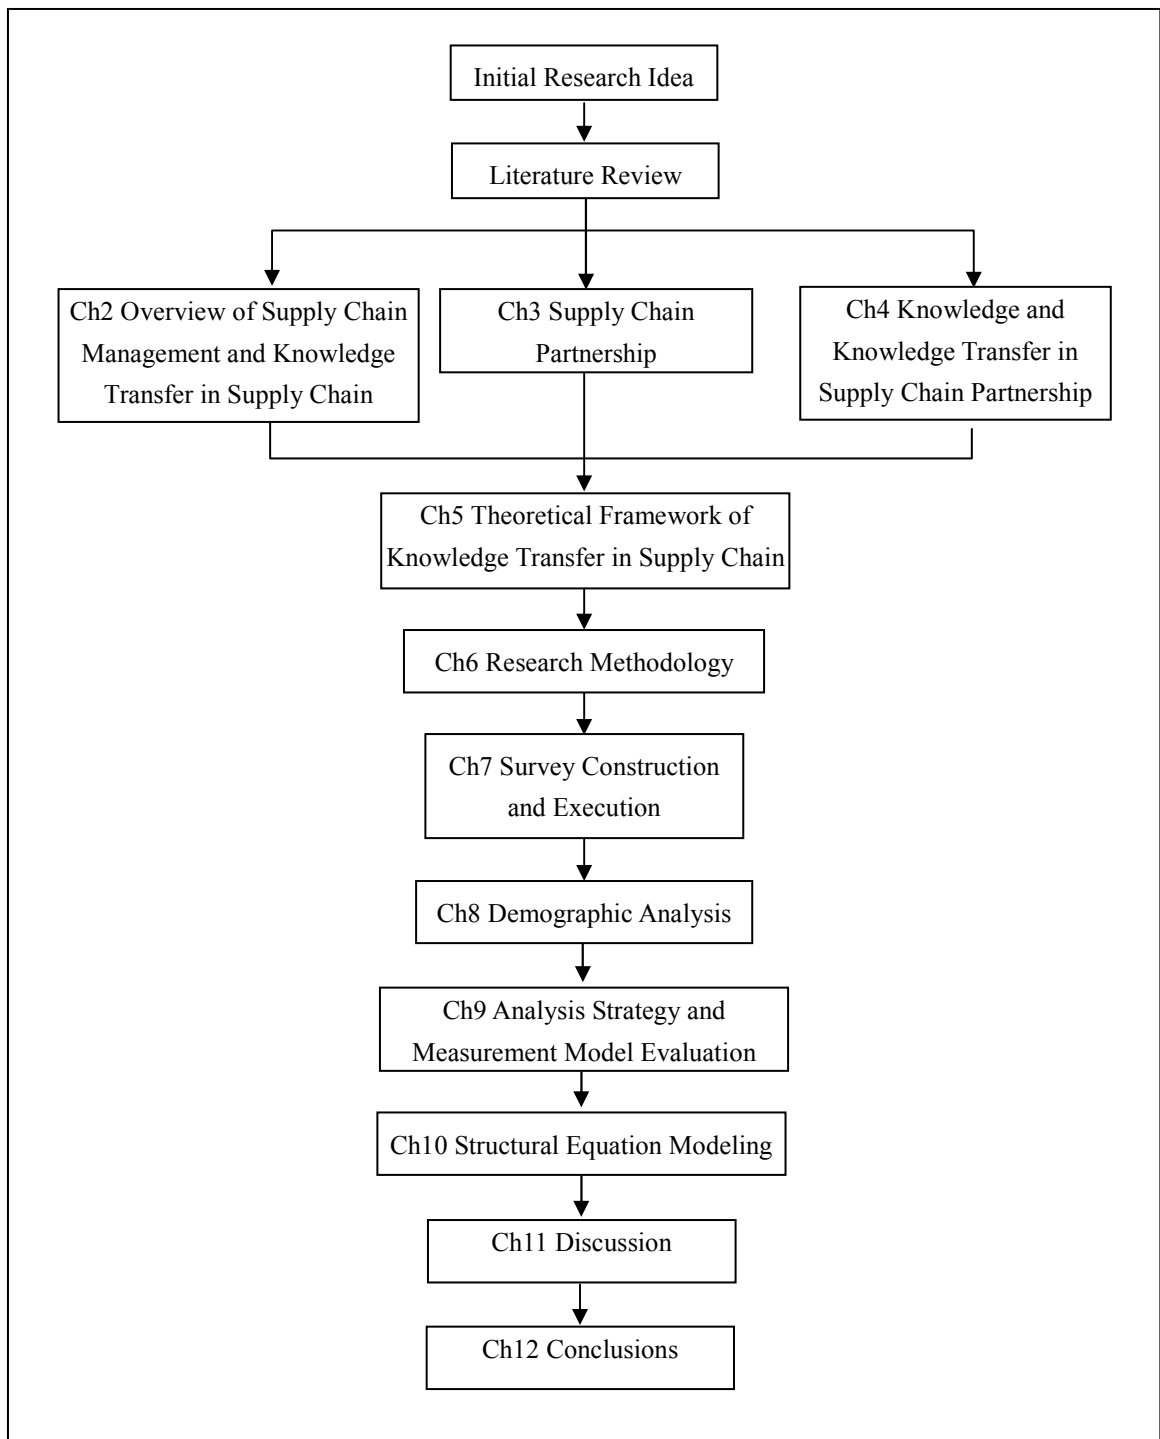 Initial Research Idea
Literature Review
Ch2 Overview of Supply Chain
Management and Knowledge
Transfer in Supply Chain
Ch3 Supply Chain
Partnership
Ch4 Knowledge and
Knowledge Transfer in
Supply Chain Partnership
Ch5 Theoretical Framework of
Knowledge Transfer in Supply Chain
Ch6 Research Methodology
Ch7 Survey Construction
and Execution
Ch8 Demographic Analysis
Ch9 Analysis Strategy and
Measurement Model Evaluation
Ch10 Structural Equation Modeling
Ch11 Discussion
Ch12 Conclusions